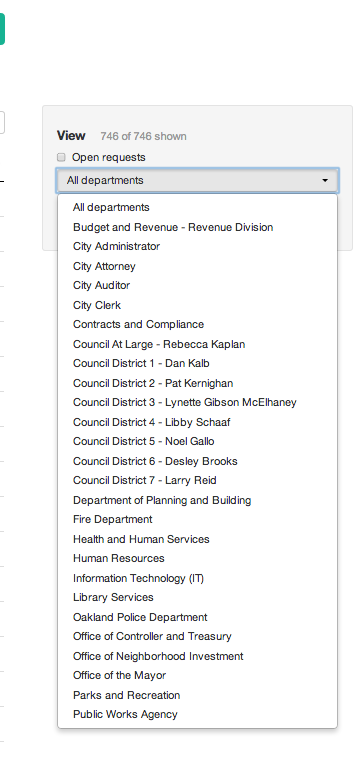 View 746 of 746 shown
Open requests
All departments
All departments
Budget and Revenue - Revenue Division
City Administrator
City Attorney
City Auditor
City Clerk
Contracts and Compliance
Council At Large - Rebecca Kaplan
Council District 1 - Dan Kalb
Council District 2 - Pat Kernighan
Council District 3 - Lynette Gibson McElhaney
Council District 4 - Libby Schaaf
Council District 5 - Noel Gallo
Council District 6 - Desley Brooks
Council District 7 - Larry Reid
Department of Planning and Building
Fire Department
Health and Human Services
Human Resources
Information Technology (IT)
Library Services
Oakland Police Department
Office of Controller and Treasury
Office of Neighborhood Investment
Office of the Mayor
Parks and Recreation
Public Works Agency